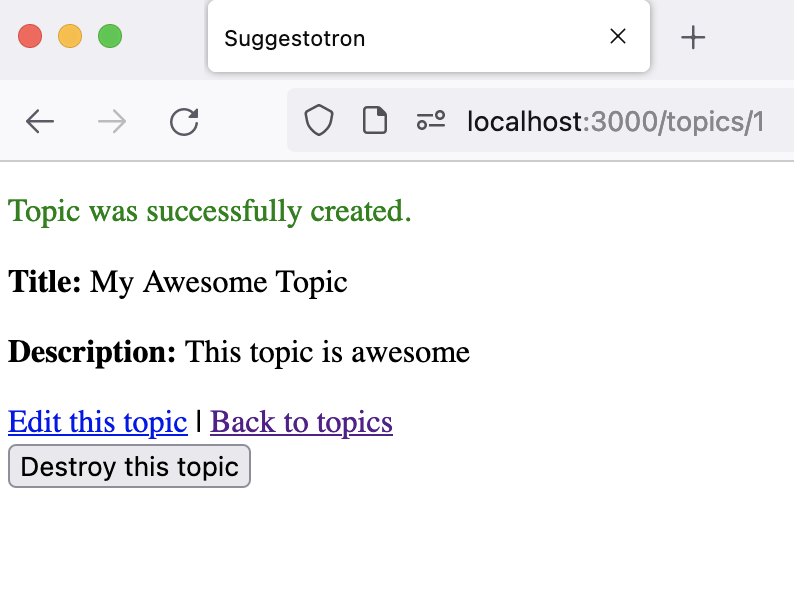 Suggestotron
localhost:3000/topics/1
Topic was successfully created.
Title: My Awesome Topic
Description: This topic is awesome
Edit this topic | Back to topics
Destroy this topic